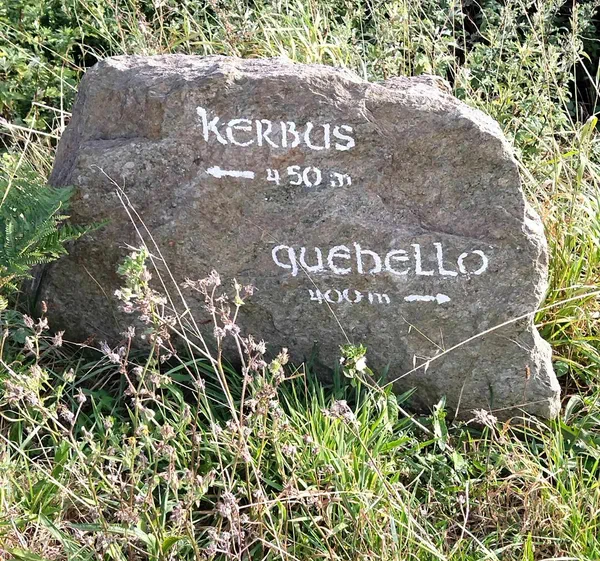 KERBUS
← 450 m
QUEHELLO
400 m →